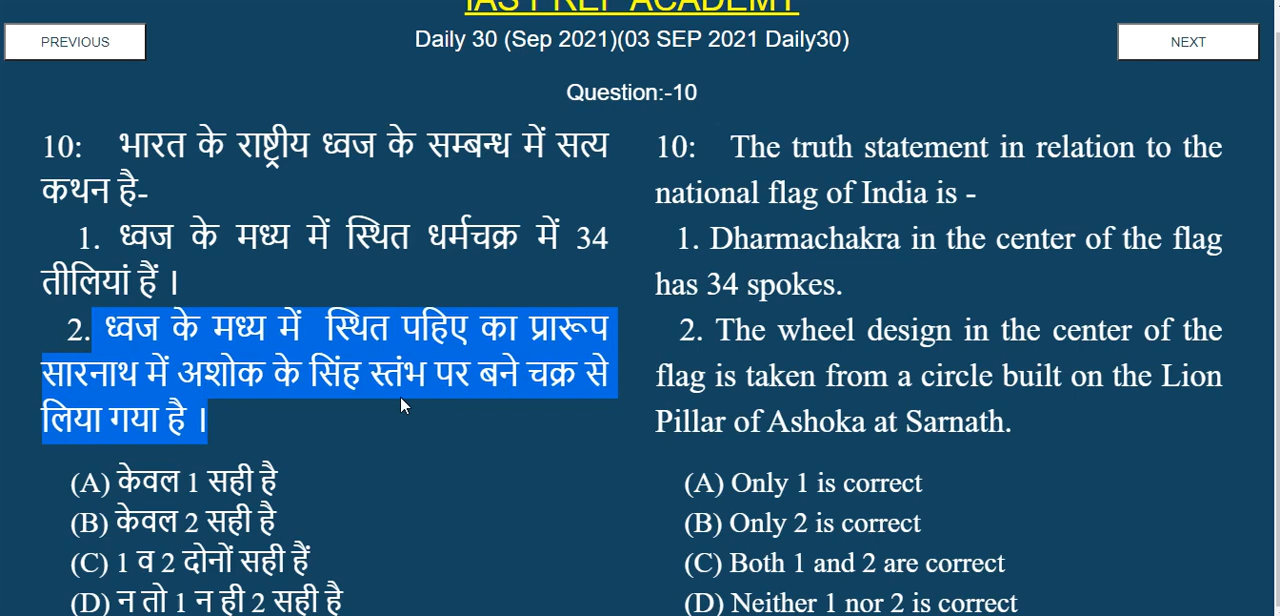 IAS PREP ACADEMY
PREVIOUS
Daily 30 (Sep 2021)(03 SEP 2021 Daily30)
NEXT
Question:-10
10: भारत के राष्ट्रीय ध्वज के सम्बन्ध में सत्य
कथन है-
1. ध्वज के मध्य में स्थित धर्मचक्र में 34
तीलियां हैं ।
2. ध्वज के मध्य में स्थित पहिए का प्रारूप
सारनाथ में अशोक के सिंह स्तंभ पर बने चक्र से
लिया गया है ।
(A) केवल 1 सही है
(B) केवल 2 सही है
(C) 1 व 2 दोनों सही हैं
(D) न तो 1 न ही 2 सही है
10: The truth statement in relation to the
national flag of India is -
1. Dharmachakra in the center of the flag
has 34 spokes.
2. The wheel design in the center of the
flag is taken from a circle built on the Lion
Pillar of Ashoka at Sarnath.
(A) Only 1 is correct
(B) Only 2 is correct
(C) Both 1 and 2 are correct
(D) Neither 1 nor 2 is correct